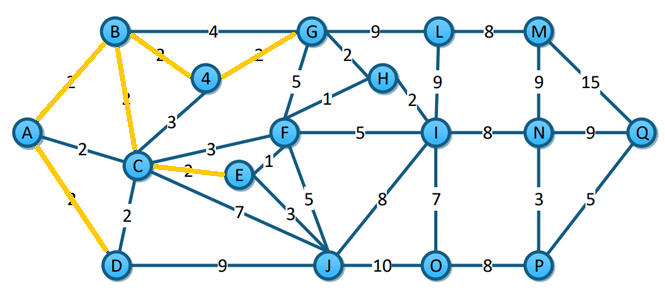 B 4 G 9 L 8 M
2 2 2
2 4 H 9 9 15
2 5 1 2
3
A 2 3 F 5 I 8 N 9 Q
C 2 E 1
2 2 7 3 5 8 7 3 5
D 9 J 10 O 8 P